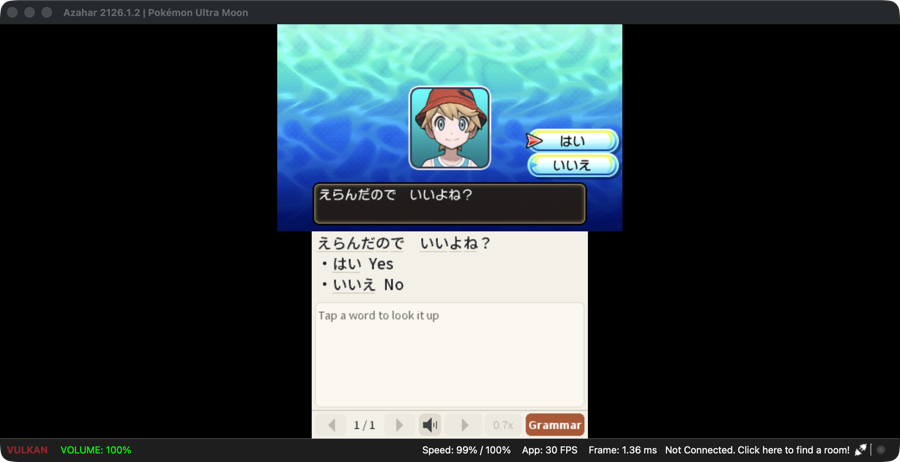 Azahar 2126.1.2 | Pokémon Ultra Moon
はい
いいえ
えらんだので　いいよね？
えらんだので　いいよね？
・はい Yes
・いいえ No
Tap a word to look it up
1 / 1
0.7x
Grammar
VULKAN
VOLUME: 100%
Speed: 99% / 100%
App: 30 FPS
Frame: 1.36 ms
Not Connected. Click here to find a room!